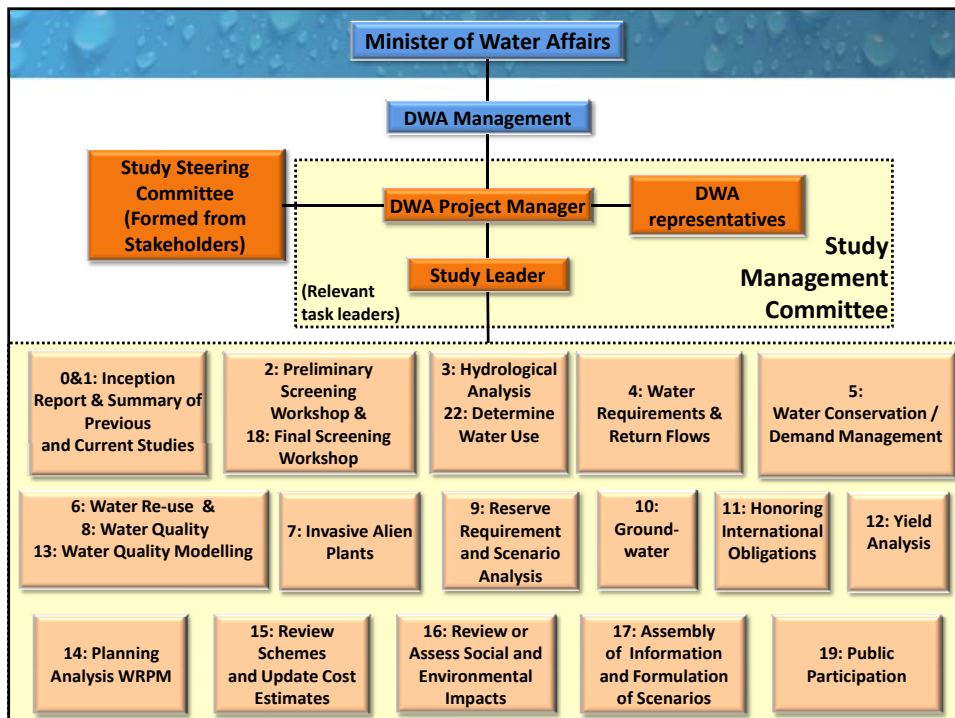 Minister of Water Affairs
DWA Management
Study Steering
Committee
(Formed from
Stakeholders)
DWA Project Manager
DWA
representatives
Study Leader
(Relevant
task leaders)
Study
Management
Committee
0&1: Inception
Report & Summary of
Previous
and Current Studies
2: Preliminary
Screening
Workshop &
18: Final Screening
Workshop
3: Hydrological
Analysis
22: Determine
Water Use
4: Water
Requirements &
Return Flows
5:
Water Conservation /
Demand Management
6: Water Re-use &
8: Water Quality
13: Water Quality Modelling
7: Invasive Alien
Plants
9: Reserve
Requirement
and Scenario
Analysis
10:
Ground-
water
11: Honoring
International
Obligations
12: Yield
Analysis
14: Planning
Analysis WRPM
15: Review
Schemes
and Update Cost
Estimates
16: Review or
Assess Social and
Environmental
Impacts
17: Assembly
of Information
and Formulation
of Scenarios
19: Public
Participation